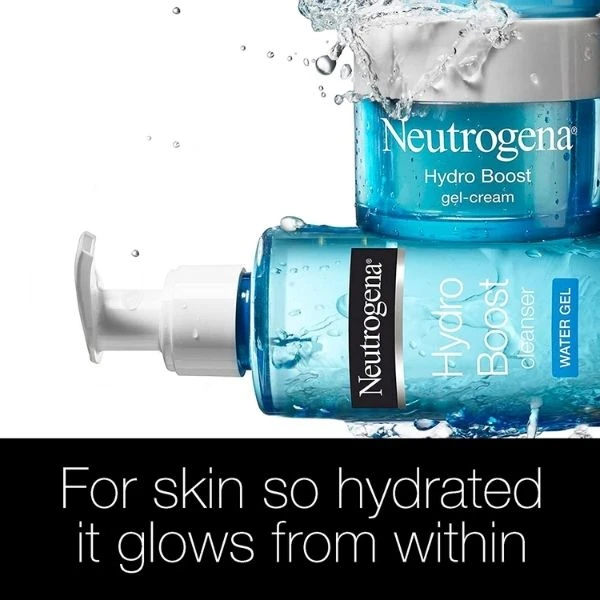 Neutrogena®
Hydro Boost
gel-cream
Neutrogena®
Hydro
Boost
cleanser
WATER GEL
For skin so hydrated
it glows from within